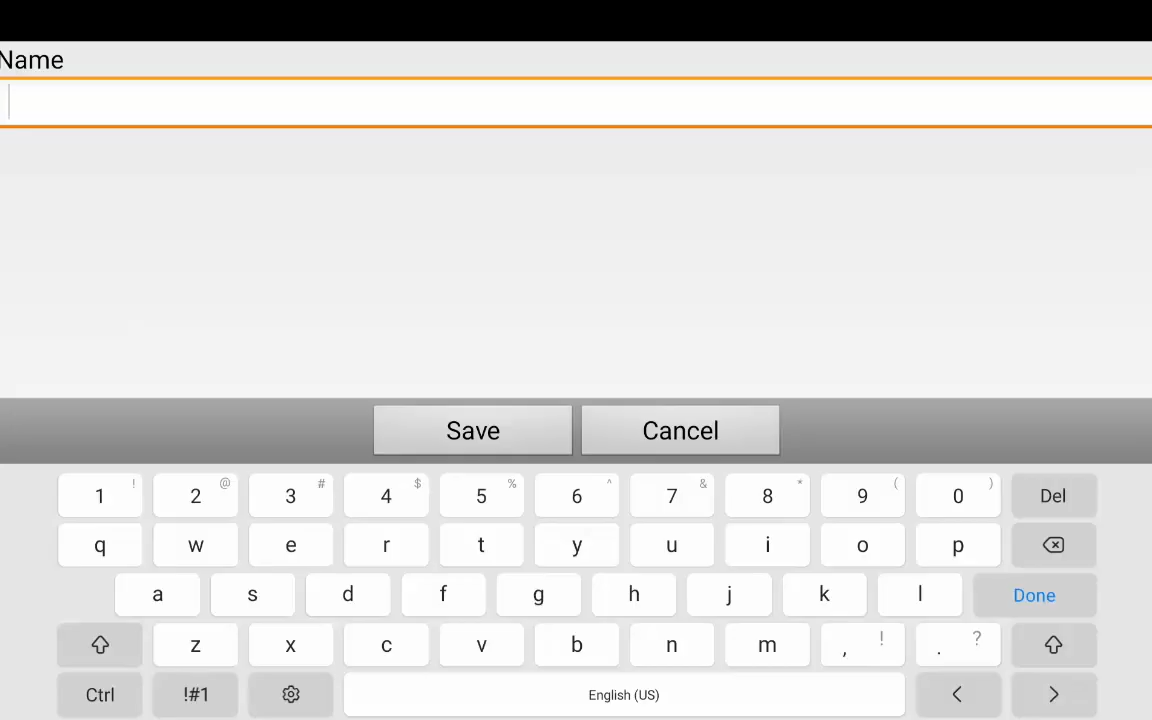 Name
Save Cancel
1 ! 2 @ 3 # 4 $ 5 % 6 ^ 7 & 8 * 9 ( 0 ) Del
q w e r t y u i o p
a s d f g h j k l Done
z x c v b n m , ! . ?
Ctrl !#1 English (US) < >